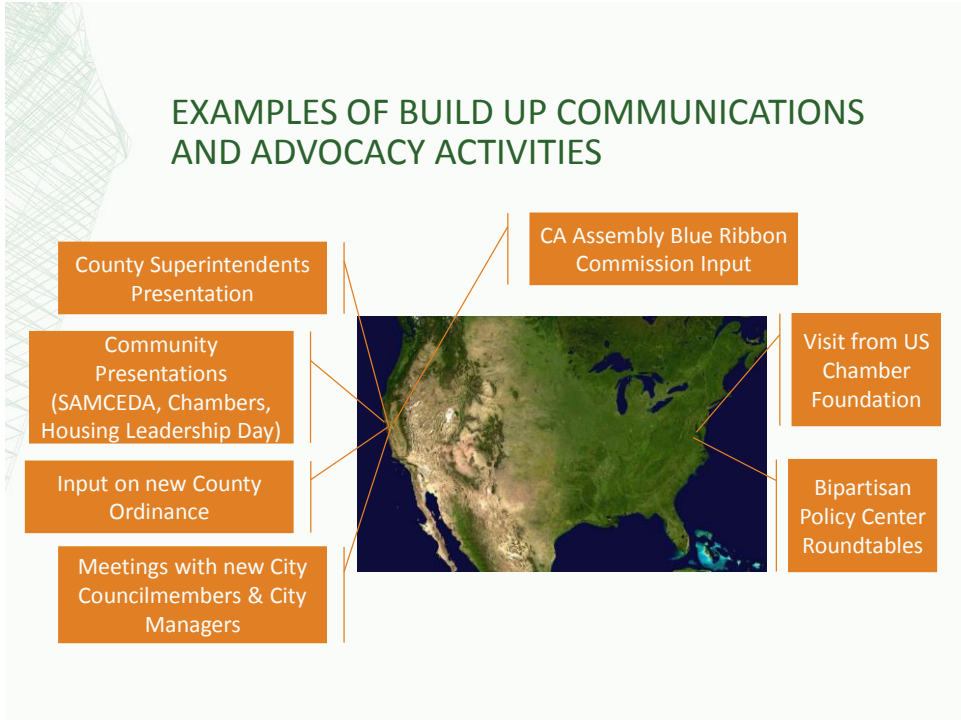 EXAMPLES OF BUILD UP COMMUNICATIONS
AND ADVOCACY ACTIVITIES
County Superintendents
Presentation
Community
Presentations
(SAMCEDA, Chambers,
Housing Leadership Day)
Input on new County
Ordinance
Meetings with new City
Councilmembers & City
Managers
CA Assembly Blue Ribbon
Commission Input
Visit from US
Chamber
Foundation
Bipartisan
Policy Center
Roundtables